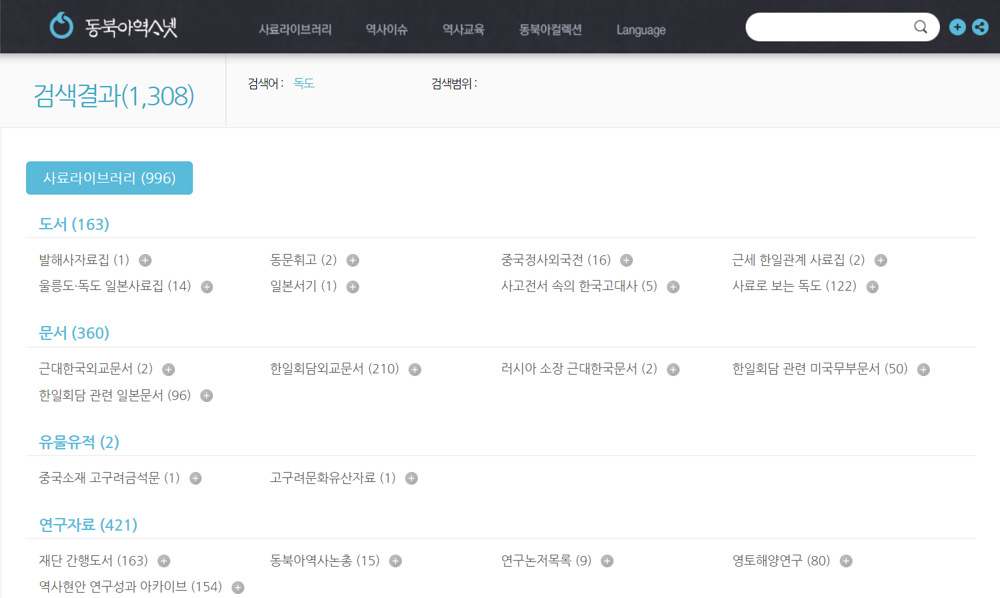 동북아역사넷 사료라이브러리 역사이슈 역사교육 동북아컬렉션 Language
검색결과(1,308) 검색어 : 독도 검색범위 :
사료라이브러리 (996)
도서 (163)
발해사자료집 (1) 동문휘고 (2) 중국정사외국전 (16) 근세 한일관계 사료집 (2)
울릉도·독도 일본사료집 (14) 일본서기 (1) 사고전서 속의 한국고대사 (5) 사료로 보는 독도 (122)
문서 (360)
근대한국외교문서 (2) 한일회담외교문서 (210) 러시아 소장 근대한국문서 (2) 한일회담 관련 미국무부문서 (50)
한일회담 관련 일본문서 (96)
유물유적 (2)
중국소재 고구려금석문 (1) 고구려문화유산자료 (1)
연구자료 (421)
재단 간행도서 (163) 동북아역사논총 (15) 연구논저목록 (9) 영토해양연구 (80)
역사현안 연구성과 아카이브 (154)